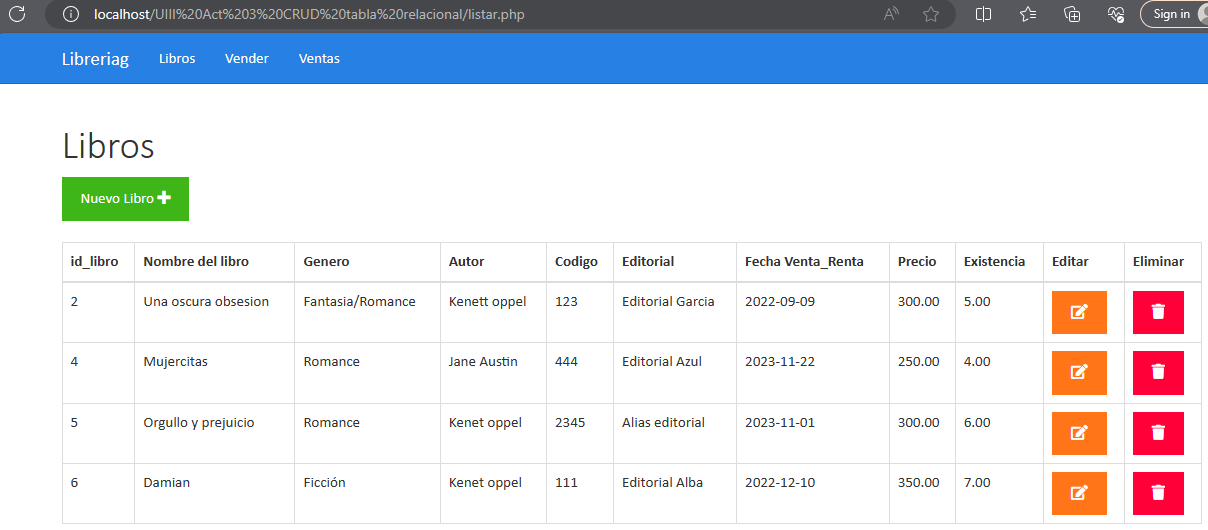 localhost/UIII%20Act%203%20CRUD%20tabla%20relacional/listar.php
Sign in
Libreriag Libros Vender Ventas
Libros
Nuevo Libro
id_libro Nombre del libro Genero Autor Codigo Editorial Fecha Venta_Renta Precio Existencia Editar Eliminar
2 Una oscura obsesion Fantasia/Romance Kenett oppel 123 Editorial Garcia 2022-09-09 300.00 5.00
4 Mujercitas Romance Jane Austin 444 Editorial Azul 2023-11-22 250.00 4.00
5 Orgullo y prejuicio Romance Kenet oppel 2345 Alias editorial 2023-11-01 300.00 6.00
6 Damian Ficción Kenet oppel 111 Editorial Alba 2022-12-10 350.00 7.00